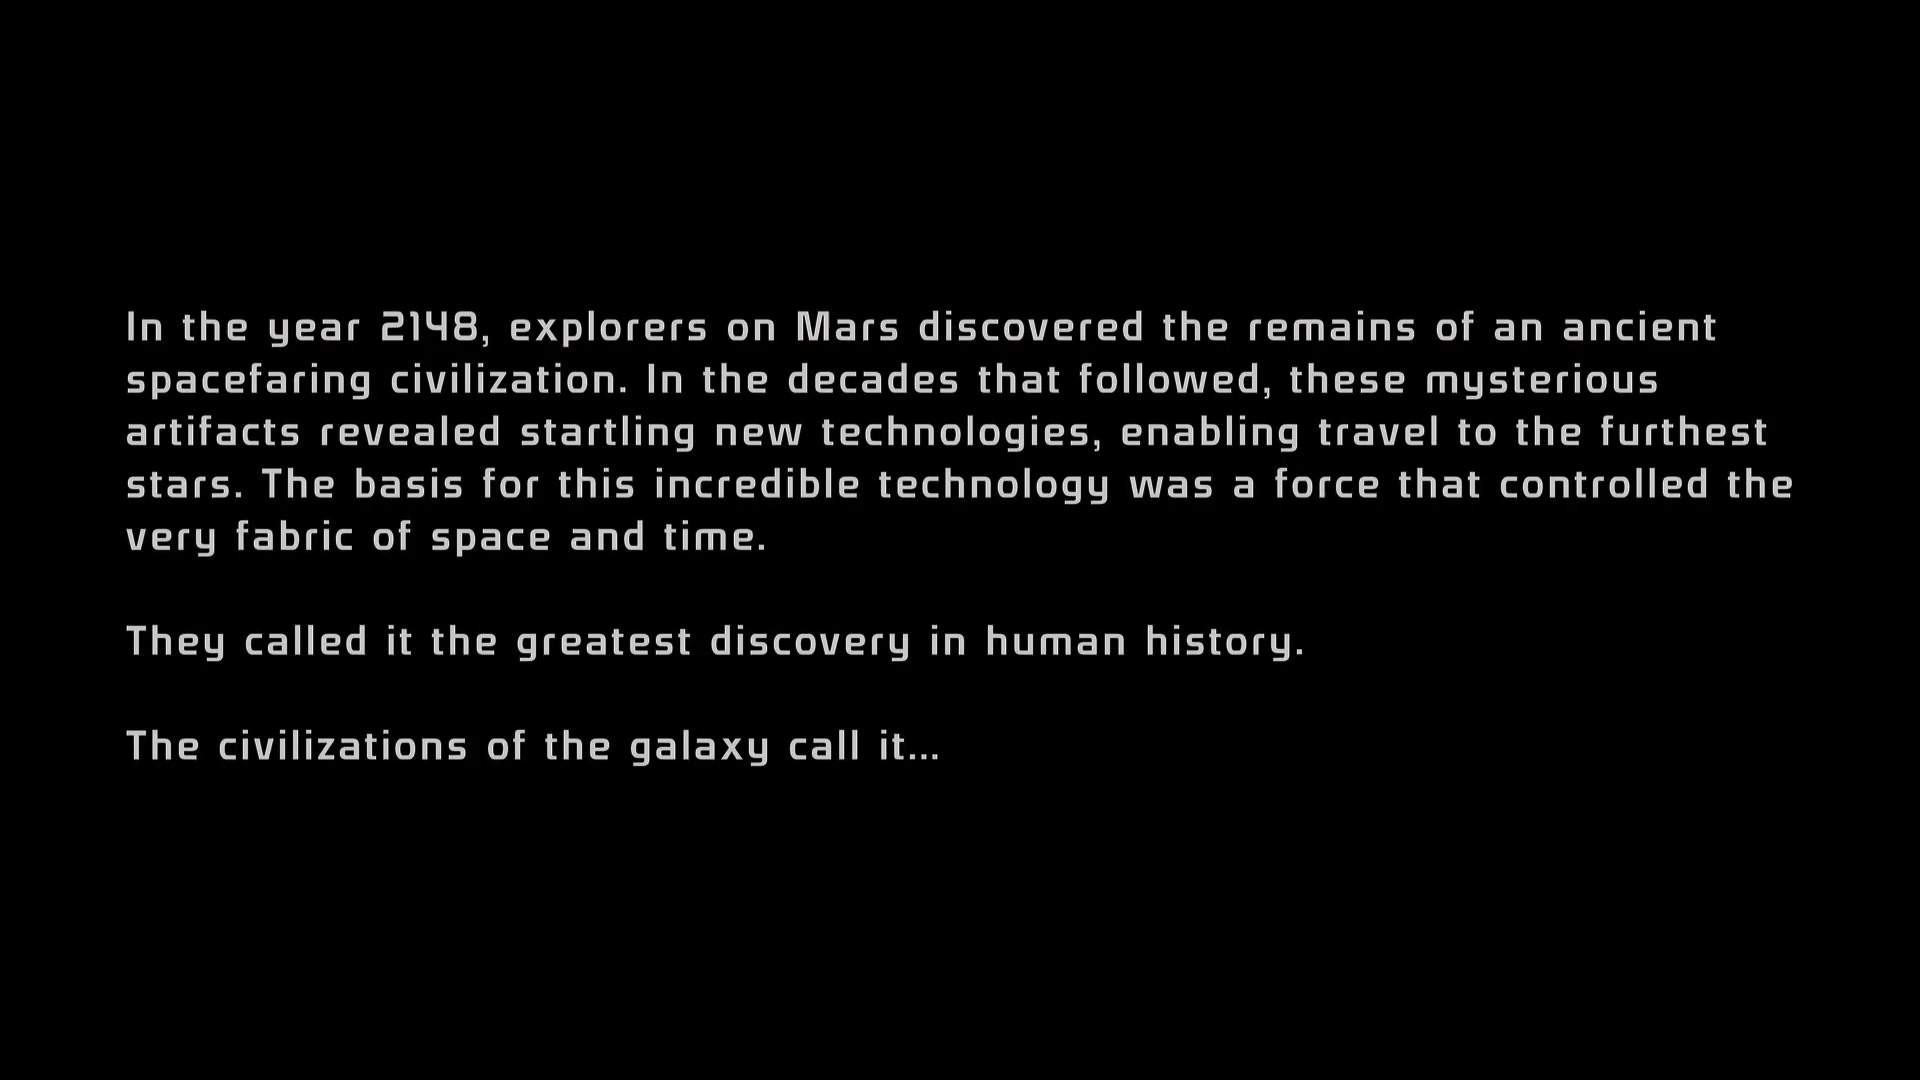 In the year 2148, explorers on Mars discovered the remains of an ancient
spacefaring civilization. In the decades that followed, these mysterious
artifacts revealed startling new technologies, enabling travel to the furthest
stars. The basis for this incredible technology was a force that controlled the
very fabric of space and time.
They called it the greatest discovery in human history.
The civilizations of the galaxy call it...